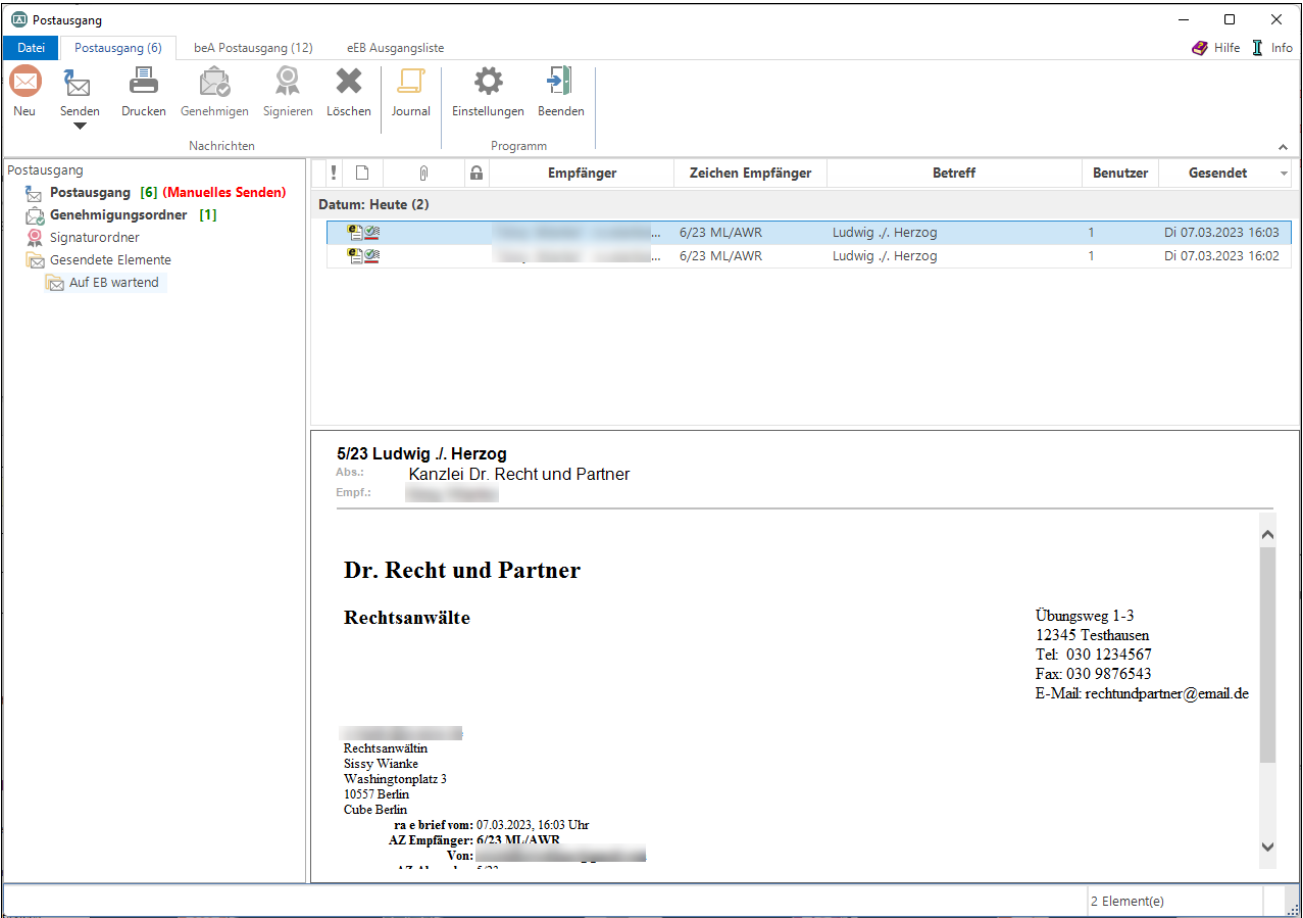 Postausgang
Datei Postausgang (6) beA Postausgang (12) eEB Ausgangsliste Hilfe Info
Neu Senden Drucken Genehmigen Signieren Löschen Journal Einstellungen Beenden
Nachrichten Programm
Postausgang
Postausgang [6] (Manuelles Senden)
Genehmigungsordner [1]
Signaturordner
Gesendete Elemente
Auf EB wartend
! Empfänger Zeichen Empfänger Betreff Benutzer Gesendet
Datum: Heute (2)
... 6/23 ML/AWR Ludwig ./. Herzog 1 Di 07.03.2023 16:03
... 6/23 ML/AWR Ludwig ./. Herzog 1 Di 07.03.2023 16:02
5/23 Ludwig ./. Herzog
Abs.: Kanzlei Dr. Recht und Partner
Empf.:
Dr. Recht und Partner
Rechtsanwälte
Übungsweg 1-3
12345 Testhausen
Tel: 030 1234567
Fax: 030 9876543
E-Mail: rechtundpartner@email.de
Rechtsanwältin
Sissy Wianke
Washingtonplatz 3
10557 Berlin
Cube Berlin
ra e brief vom: 07.03.2023, 16:03 Uhr
AZ Empfänger: 6/23 ML/AWR
Von:
2 Element(e)